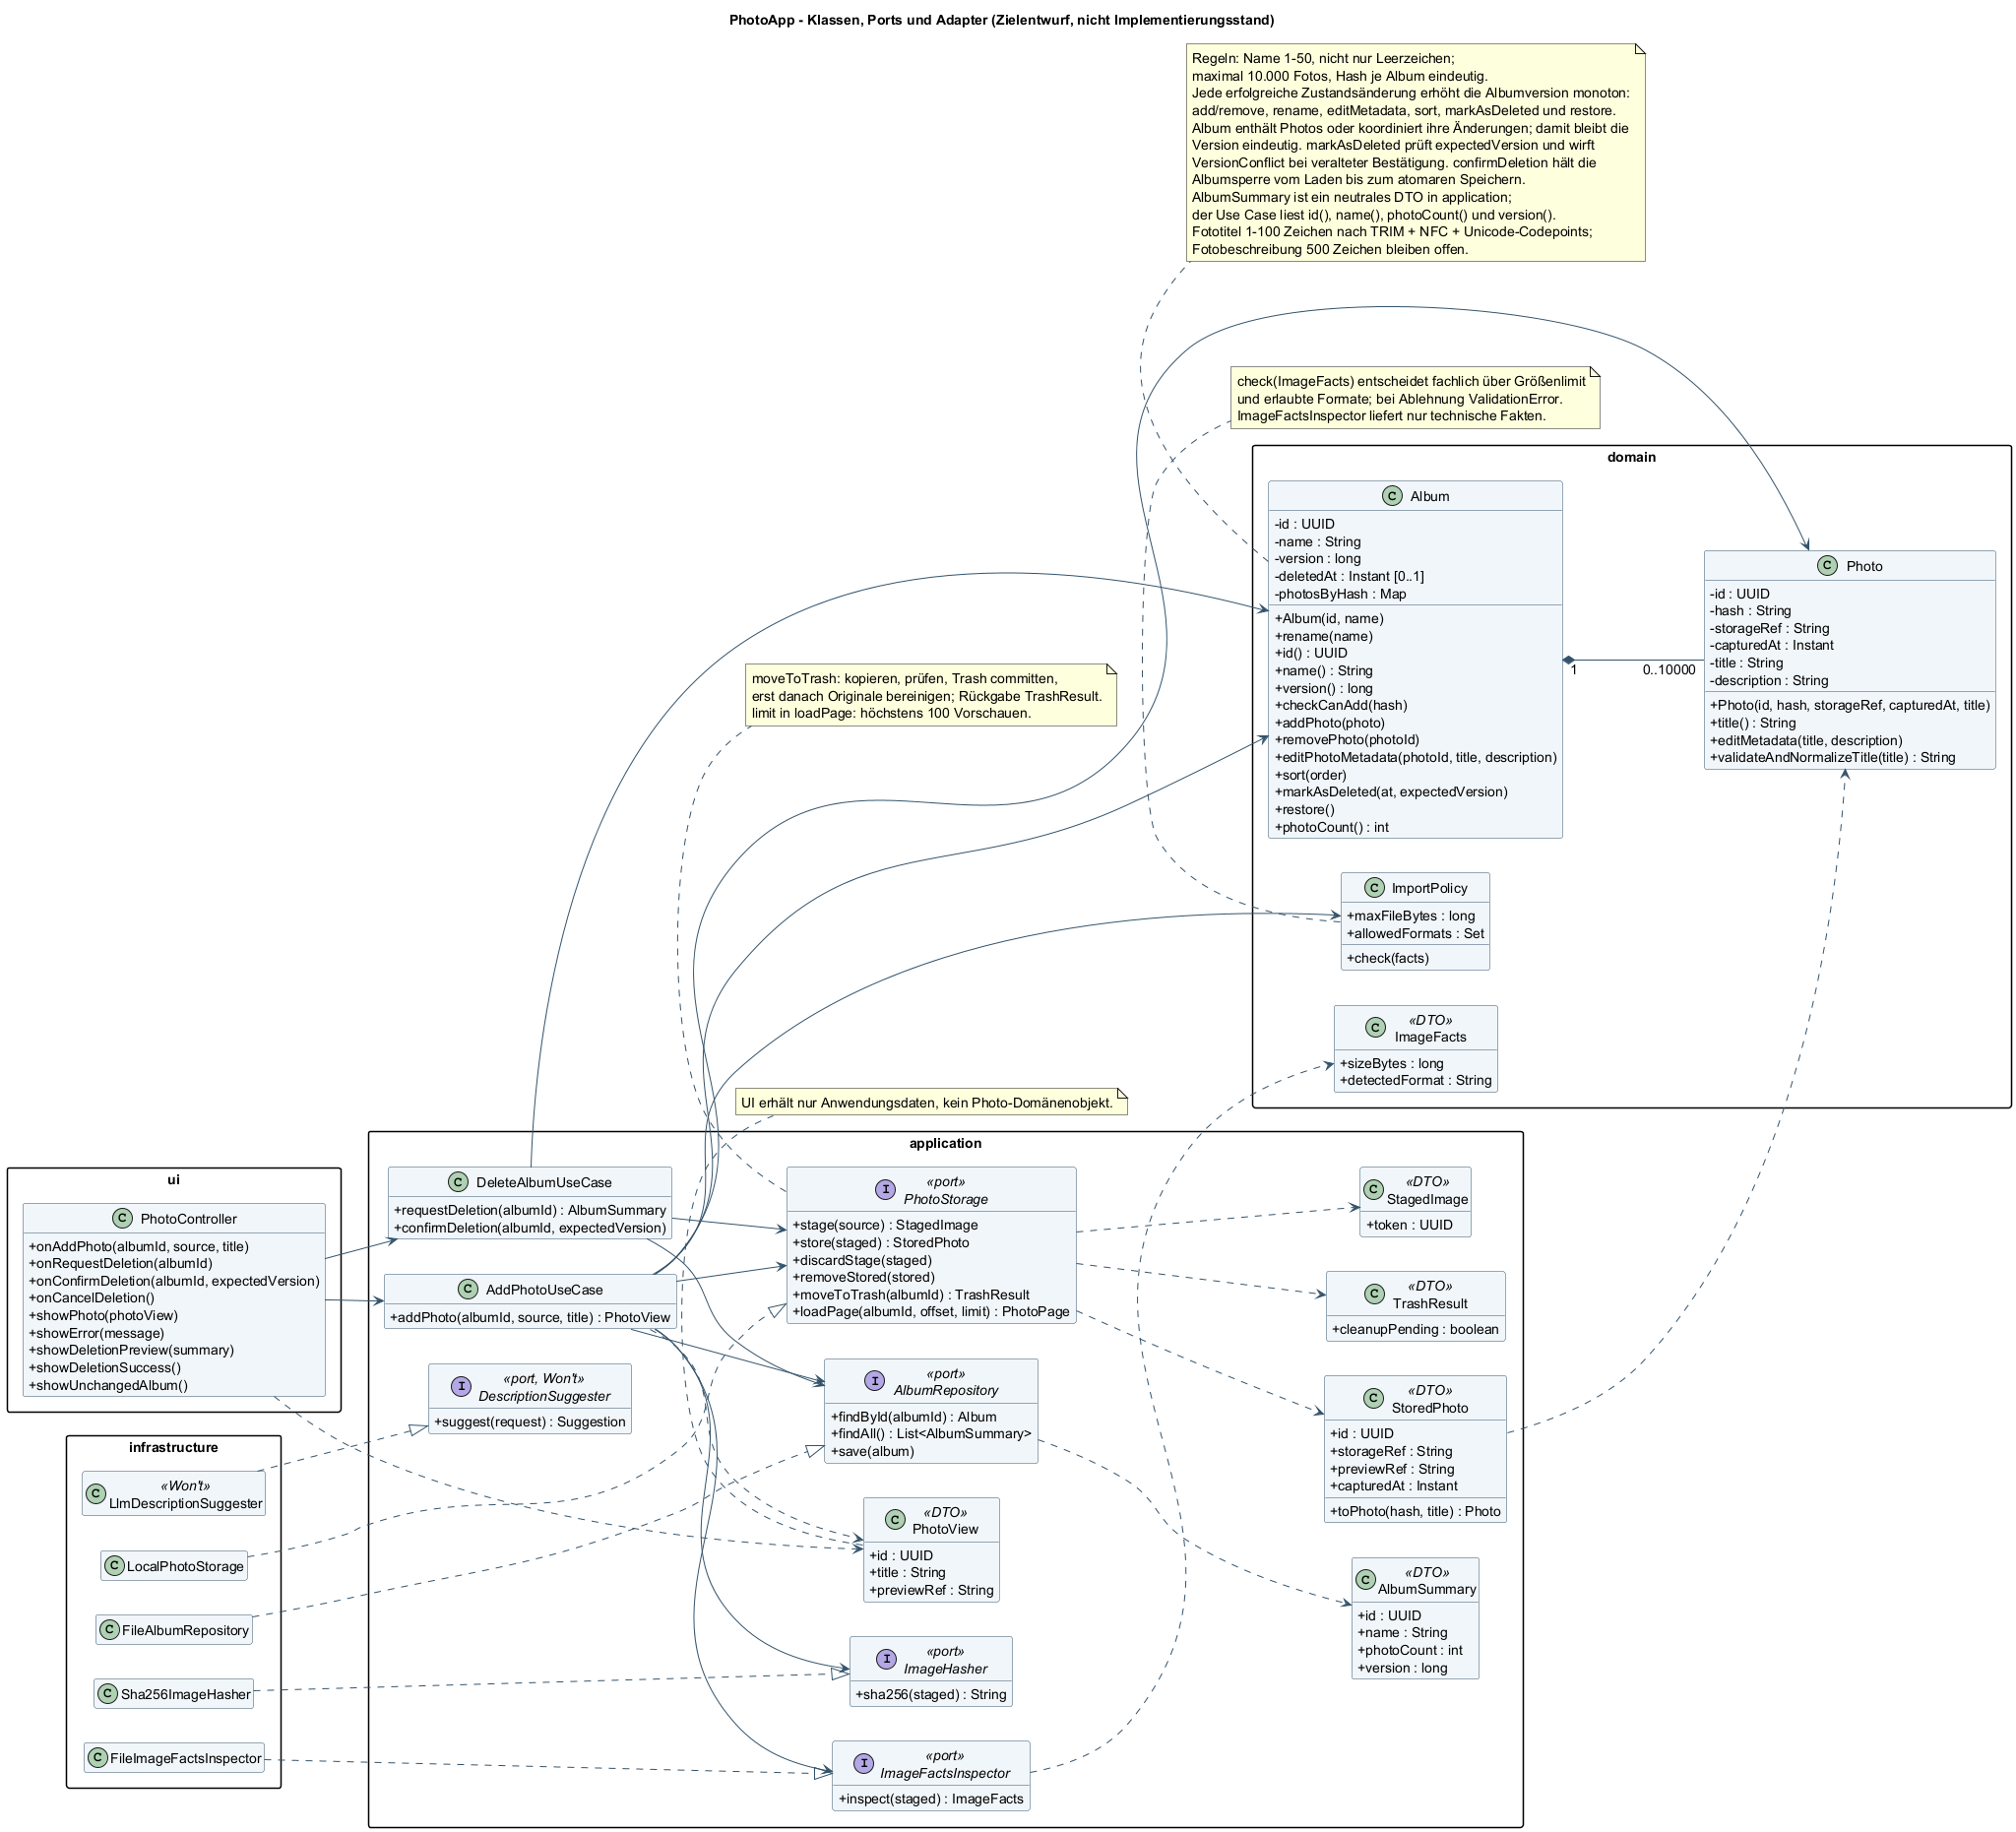 PhotoApp - Klassen, Ports und Adapter (Zielentwurf, nicht Implementierungsstand)
Regeln: Name 1-50, nicht nur Leerzeichen;
maximal 10.000 Fotos, Hash je Album eindeutig.
Jede erfolgreiche Zustandsänderung erhöht die Albumversion monoton:
add/remove, rename, editMetadata, sort, markAsDeleted und restore.
Album enthält Photos oder koordiniert ihre Änderungen; damit bleibt die
Version eindeutig. markAsDeleted prüft expectedVersion und wirft
VersionConflict bei veralteter Bestätigung. confirmDeletion hält die
Albumsperre vom Laden bis zum atomaren Speichern.
AlbumSummary ist ein neutrales DTO in application;
der Use Case liest id(), name(), photoCount() und version().
Fototitel 1-100 Zeichen nach TRIM + NFC + Unicode-Codepoints;
Fotobeschreibung 500 Zeichen bleiben offen.
check(ImageFacts) entscheidet fachlich über Größenlimit
und erlaubte Formate; bei Ablehnung ValidationError.
ImageFactsInspector liefert nur technische Fakten.
domain
C Album
-id : UUID
-name : String
-version : long
-deletedAt : Instant [0..1]
-photosByHash : Map
+Album(id, name)
+rename(name)
+id() : UUID
+name() : String
+version() : long
+checkCanAdd(hash)
+addPhoto(photo)
+removePhoto(photoId)
+editPhotoMetadata(photoId, title, description)
+sort(order)
+markAsDeleted(at, expectedVersion)
+restore()
+photoCount() : int
1
0..10000
C Photo
-id : UUID
-hash : String
-storageRef : String
-capturedAt : Instant
-title : String
-description : String
+Photo(id, hash, storageRef, capturedAt, title)
+title() : String
+editMetadata(title, description)
+validateAndNormalizeTitle(title) : String
moveToTrash: kopieren, prüfen, Trash committen,
erst danach Originale bereinigen; Rückgabe TrashResult.
limit in loadPage: höchstens 100 Vorschauen.
C ImportPolicy
+maxFileBytes : long
+allowedFormats : Set
+check(facts)
C «DTO»
ImageFacts
+sizeBytes : long
+detectedFormat : String
UI erhält nur Anwendungsdaten, kein Photo-Domänenobjekt.
application
ui
C PhotoController
+onAddPhoto(albumId, source, title)
+onRequestDeletion(albumId)
+onConfirmDeletion(albumId, expectedVersion)
+onCancelDeletion()
+showPhoto(photoView)
+showError(message)
+showDeletionPreview(summary)
+showDeletionSuccess()
+showUnchangedAlbum()
C DeleteAlbumUseCase
+requestDeletion(albumId) : AlbumSummary
+confirmDeletion(albumId, expectedVersion)
C AddPhotoUseCase
+addPhoto(albumId, source, title) : PhotoView
I «port, Won't»
DescriptionSuggester
+suggest(request) : Suggestion
I «port»
PhotoStorage
+stage(source) : StagedImage
+store(staged) : StoredPhoto
+discardStage(staged)
+removeStored(stored)
+moveToTrash(albumId) : TrashResult
+loadPage(albumId, offset, limit) : PhotoPage
I «port»
AlbumRepository
+findById(albumId) : Album
+findAll() : List<AlbumSummary>
+save(album)
C «DTO»
PhotoView
+id : UUID
+title : String
+previewRef : String
I «port»
ImageHasher
+sha256(staged) : String
I «port»
ImageFactsInspector
+inspect(staged) : ImageFacts
C «DTO»
StagedImage
+token : UUID
C «DTO»
TrashResult
+cleanupPending : boolean
C «DTO»
StoredPhoto
+id : UUID
+storageRef : String
+previewRef : String
+capturedAt : Instant
+toPhoto(hash, title) : Photo
C «DTO»
AlbumSummary
+id : UUID
+name : String
+photoCount : int
+version : long
infrastructure
C «Won't»
LlmDescriptionSuggester
C LocalPhotoStorage
C FileAlbumRepository
C Sha256ImageHasher
C FileImageFactsInspector